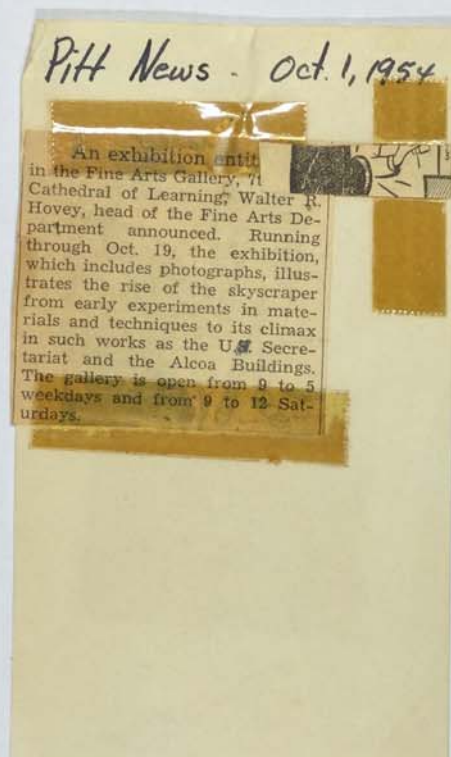 Pitt News - Oct. 1, 1954
An exhibition entit
in the Fine Arts Gallery, 7t
Cathedral of Learning, Walter R.
Hovey, head of the Fine Arts De-
partment announced. Running
through Oct. 19, the exhibition,
which includes photographs, illus-
trates the rise of the skyscraper
from early experiments in mate-
rials and techniques to its climax
in such works as the U.N. Secre-
tariat and the Alcoa Buildings.
The gallery is open from 9 to 5
weekdays and from 9 to 12 Sat-
urdays.